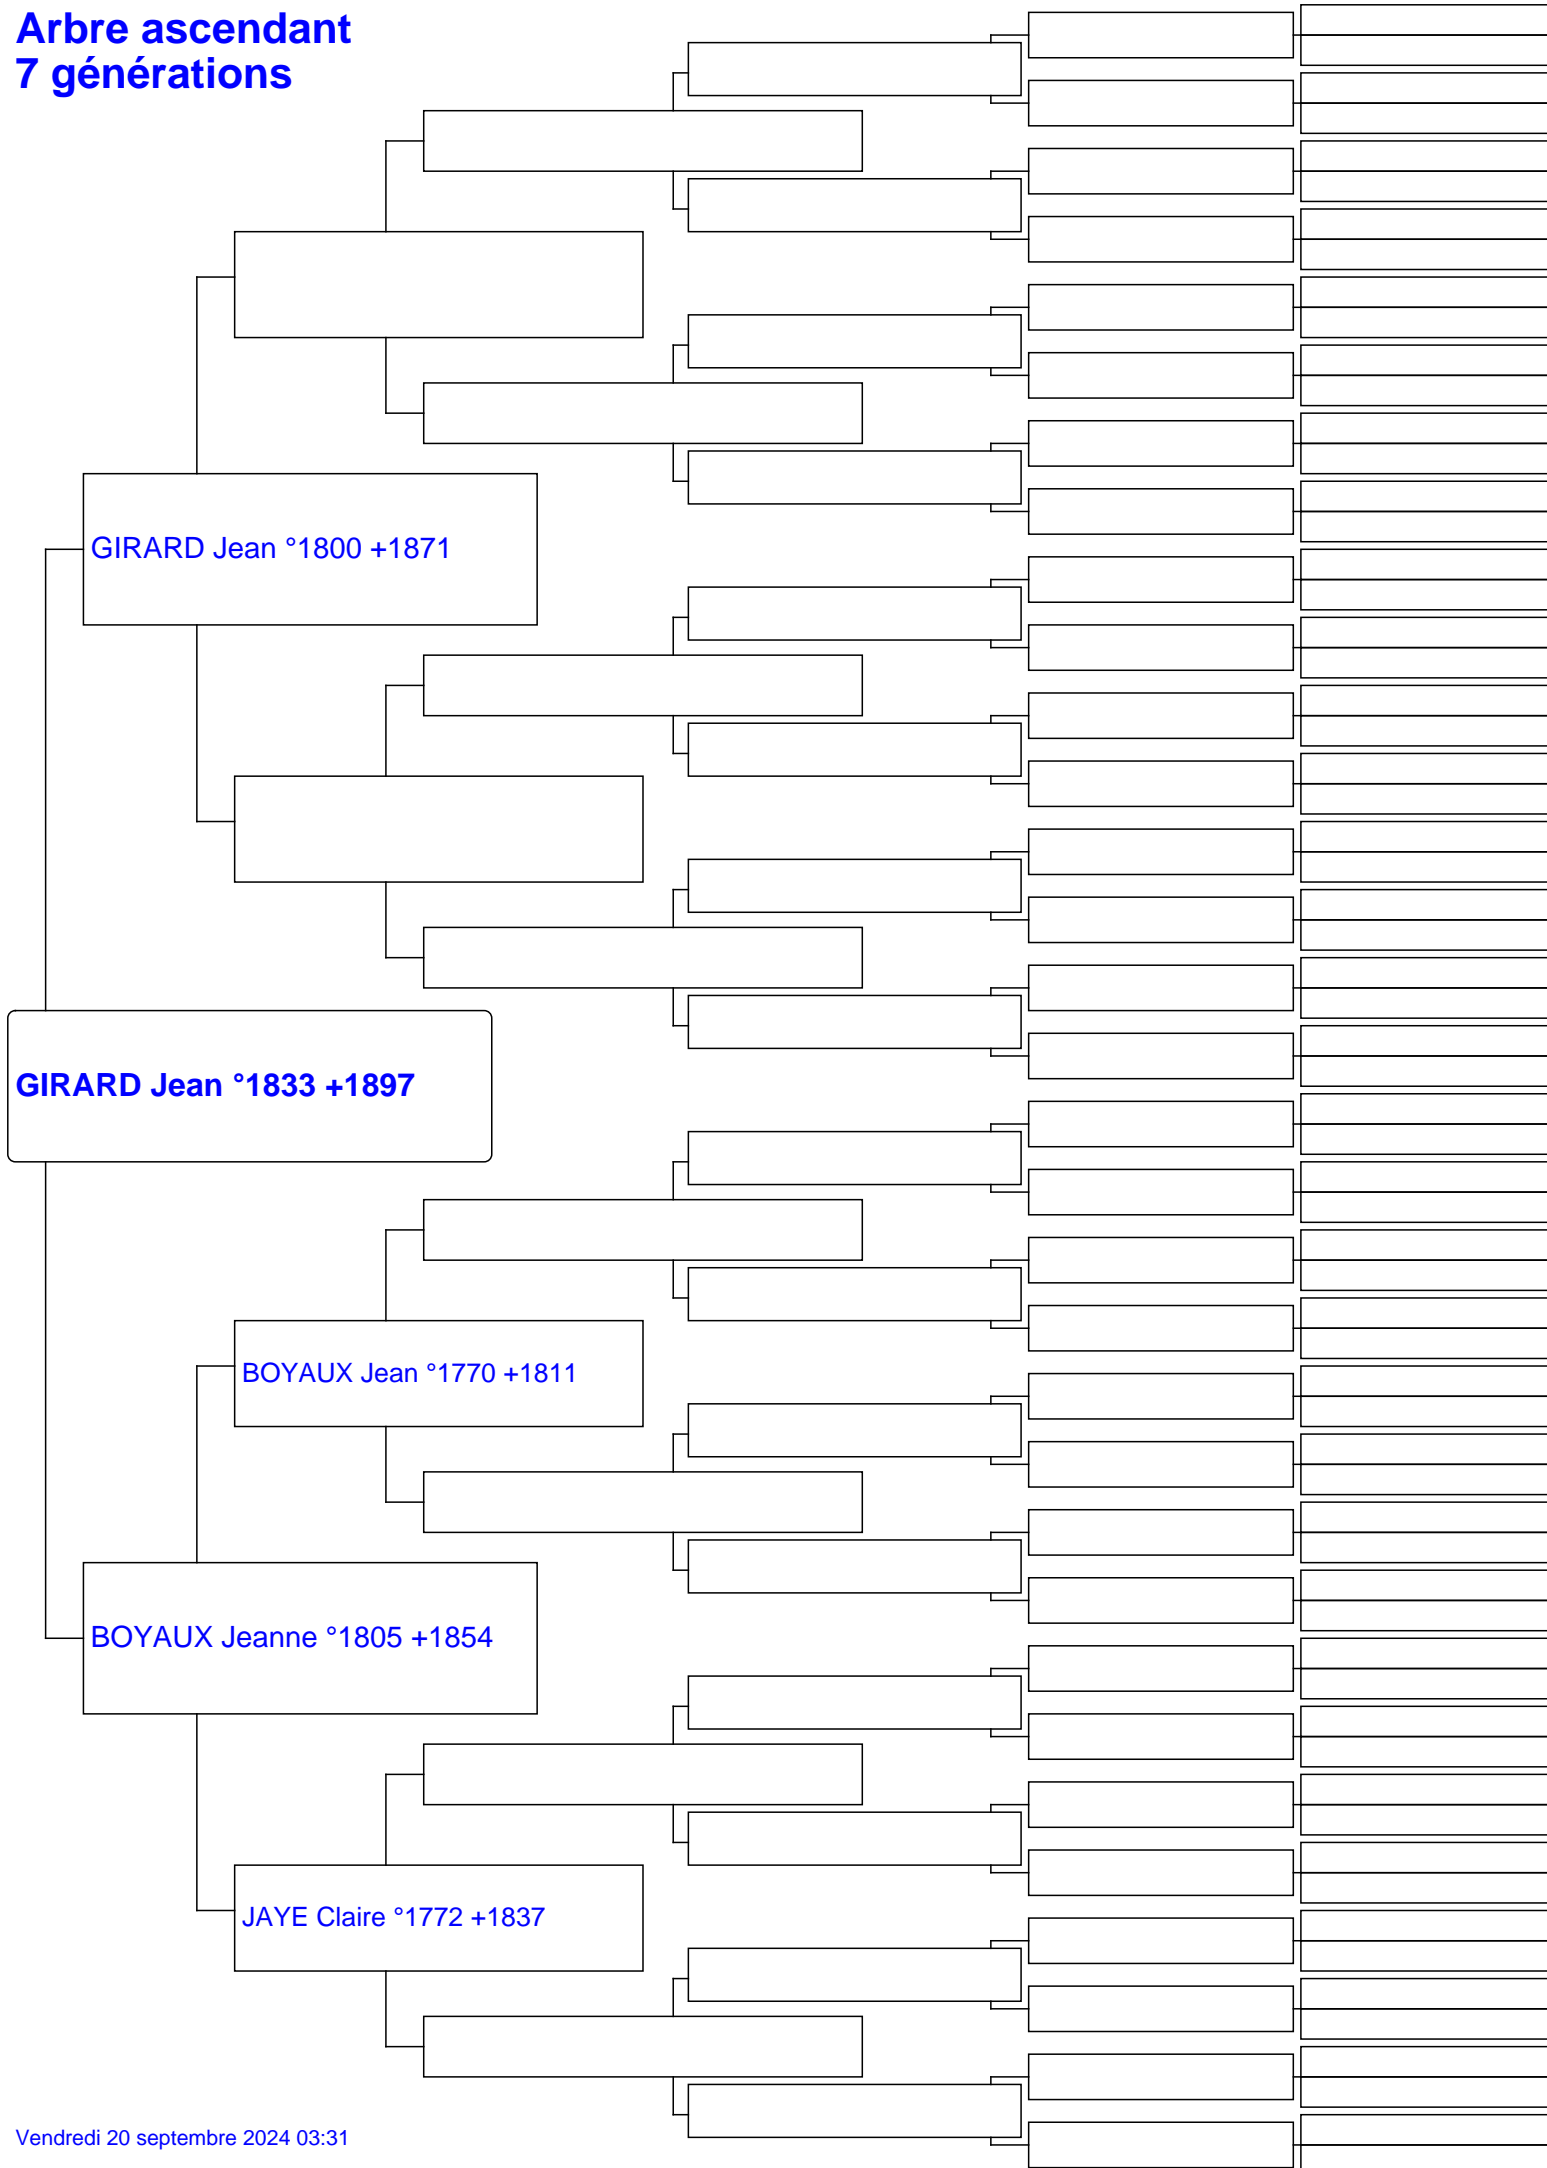 Arbre ascendant
7 générations
GIRARD Jean °1800 +1871
GIRARD Jean °1833 +1897
BOYAUX Jean °1770 +1811
BOYAUX Jeanne °1805 +1854
JAYE Claire °1772 +1837
Vendredi 20 septembre 2024 03:31